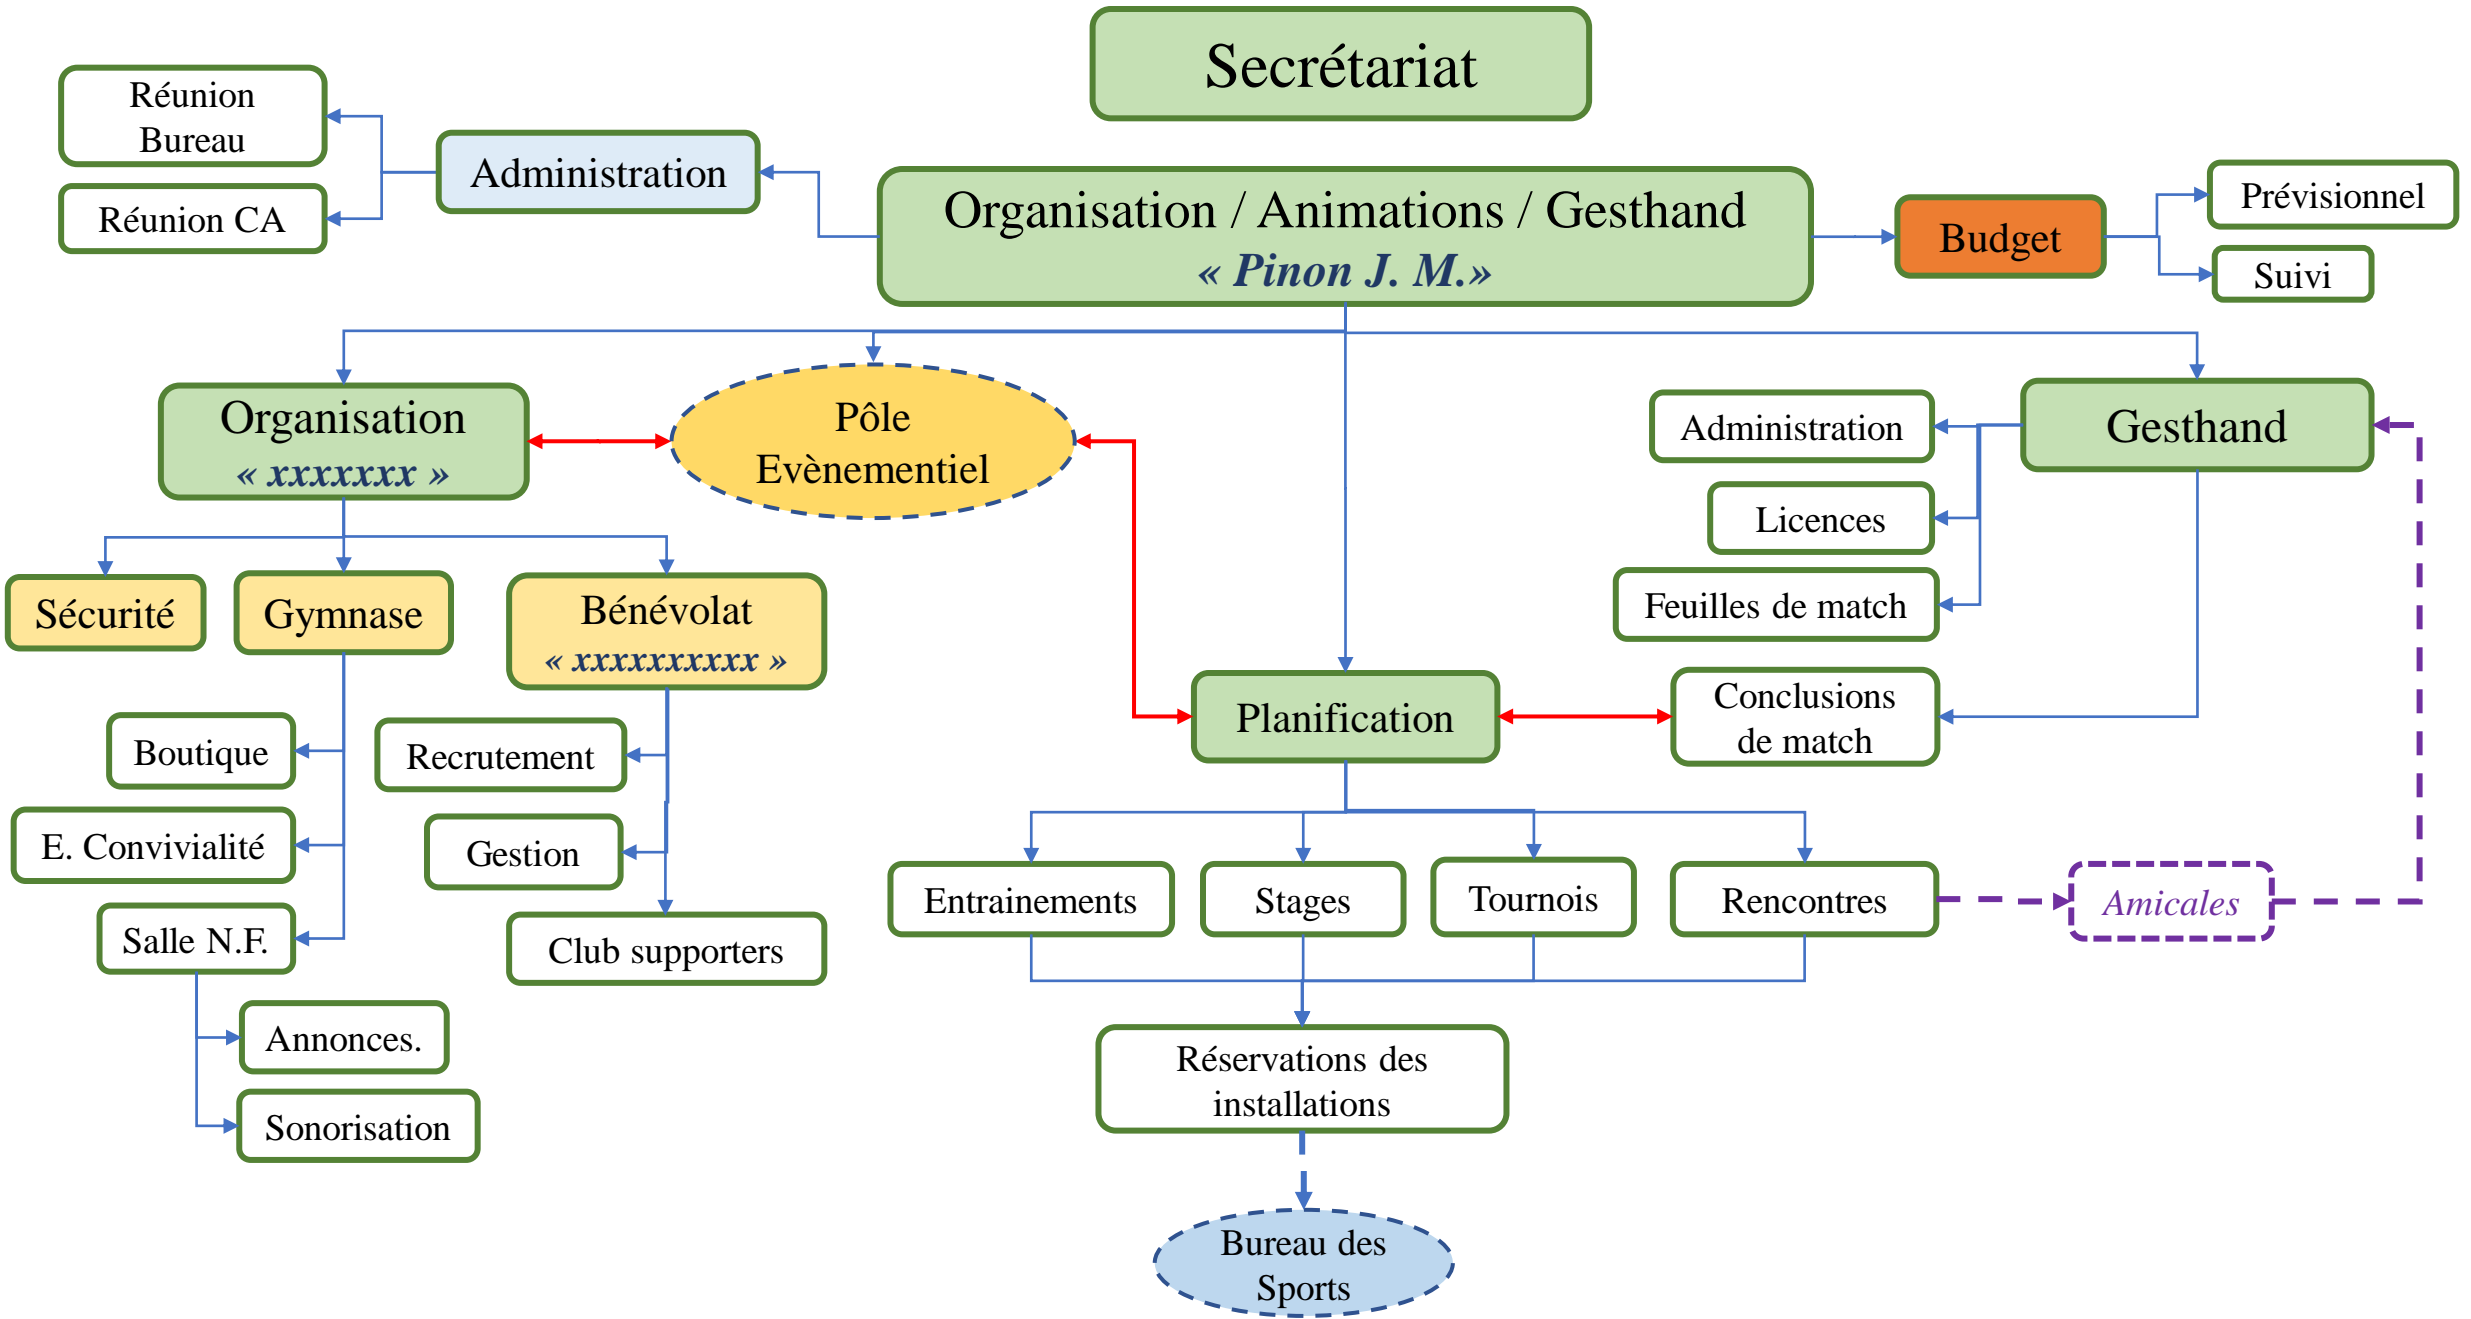 Secrétariat
Réunion
Bureau
Réunion CA
Administration
Organisation / Animations / Gesthand
« Pinon J. M.»
Budget
Prévisionnel
Suivi
Organisation
« xxxxxxx »
Pôle
Evènementiel
Gesthand
Administration
Licences
Feuilles de match
Conclusions
de match
Sécurité
Gymnase
Bénévolat
« xxxxxxxxxx »
Boutique
E. Convivialité
Salle N.F.
Annonces.
Sonorisation
Recrutement
Gestion
Club supporters
Planification
Entrainements
Stages
Tournois
Rencontres
Amicales
Réservations des
installations
Bureau des
Sports